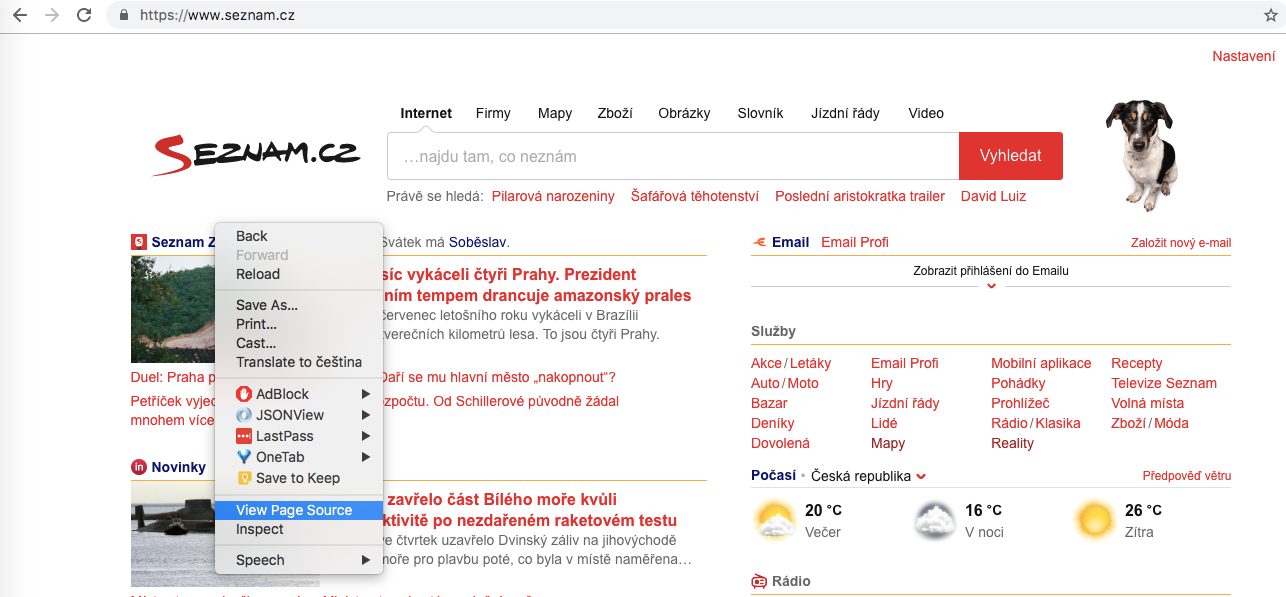 https://www.seznam.cz
Nastavení
Internet Firmy Mapy Zboží Obrázky Slovník Jízdní řády Video
SEZNAM.CZ
...najdu tam, co neznám
Vyhledat
Právě se hledá: Pilarová narozeniny Šafářová těhotenství Poslední aristokratka trailer David Luiz
Seznam Z
Svátek má Soběslav.
síc vykáceli čtyři Prahy. Prezident
ním tempem drancuje amazonský prales
červenec letošního roku vykáceli v Brazílii
verečních kilometrů lesa. To jsou čtyři Prahy.
Duel: Praha p
Daří se mu hlavní město „nakopnout“?
Petříček vyjec
zpočtu. Od Schillerové původně žádal
mnohem více
Back
Forward
Reload
Save As...
Print...
Cast...
Translate to čeština
AdBlock
JSONView
LastPass
OneTab
Save to Keep
View Page Source
Inspect
Speech
Novinky
zavřelo část Bílého moře kvůli
ktivitě po nezdařeném raketovém testu
ve čtvrtek uzavřelo Dvinský záliv na jihovýchodě
moře pro plavbu poté, co byla v místě naměřena…
Email Email Profi Založit nový e-mail
Zobrazit přihlášení do Emailu
Služby
Akce/Letáky Email Profi Mobilní aplikace Recepty
Auto/Moto Hry Pohádky Televize Seznam
Bazar Jízdní řády Prohlížeč Volná místa
Deníky Lidé Rádio/Klasika Zboží/Móda
Dovolená Mapy Reality
Počasí • Česká republika Předpověď větru
20 °C 16 °C 26 °C
Večer V noci Zítra
Rádio